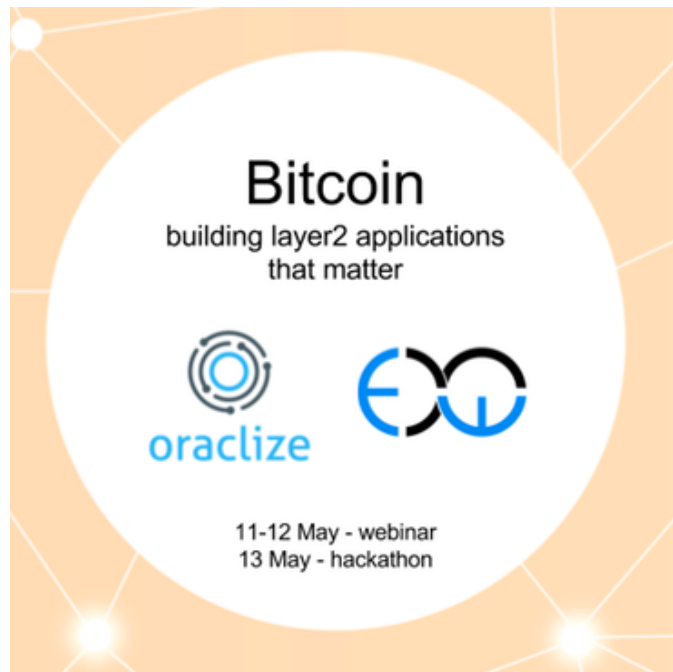 Bitcoin
building layer2 applications
that matter
oraclize
11-12 May - webinar
13 May - hackathon